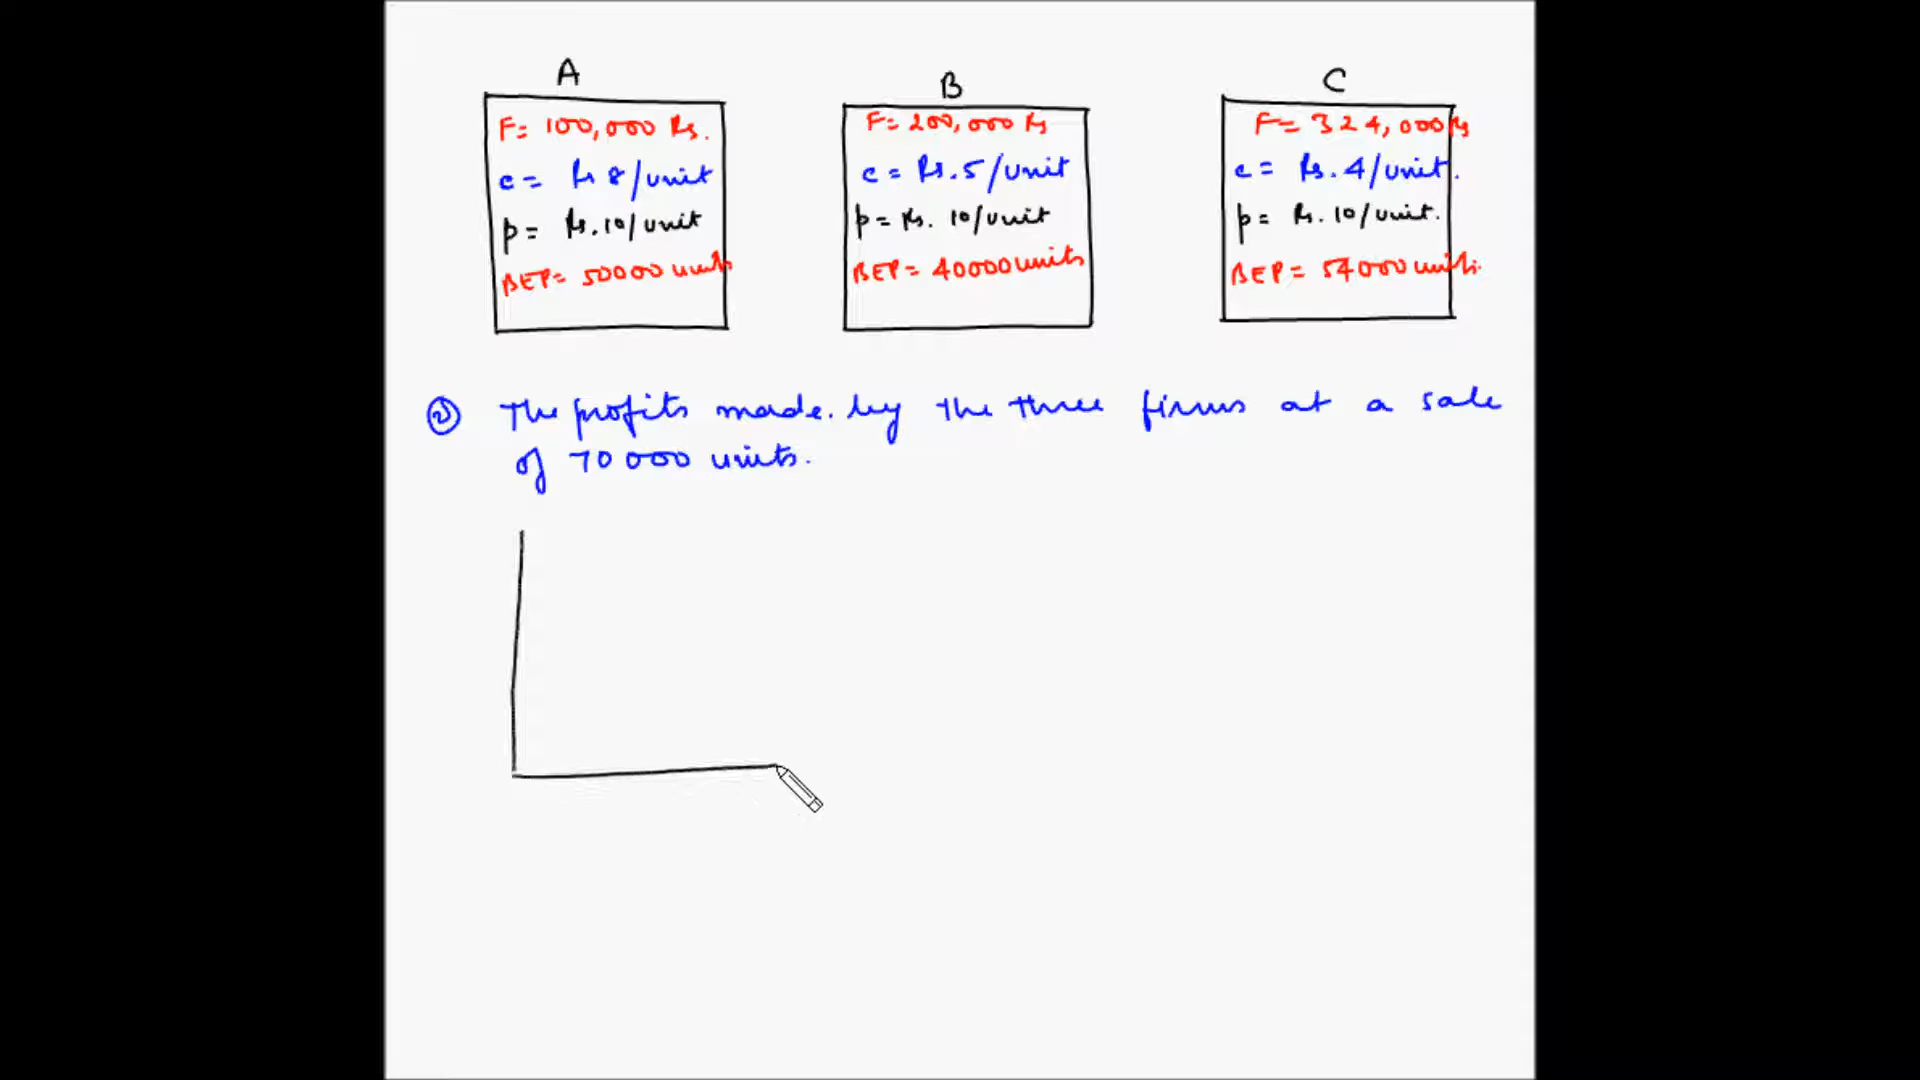 A
F= 100,000 Rs.
c= Rs 8/unit
p= Rs.10/unit
BEP= 50000 units
B
F= 200,000 Rs
c= Rs.5/unit
p= Rs. 10/unit
BEP= 40000 units
C
F= 324,000 Rs
c= Rs. 4/unit.
p= Rs. 10/unit.
BEP= 54000 units.
② The profits made by the three firms at a sale
of 70000 units.